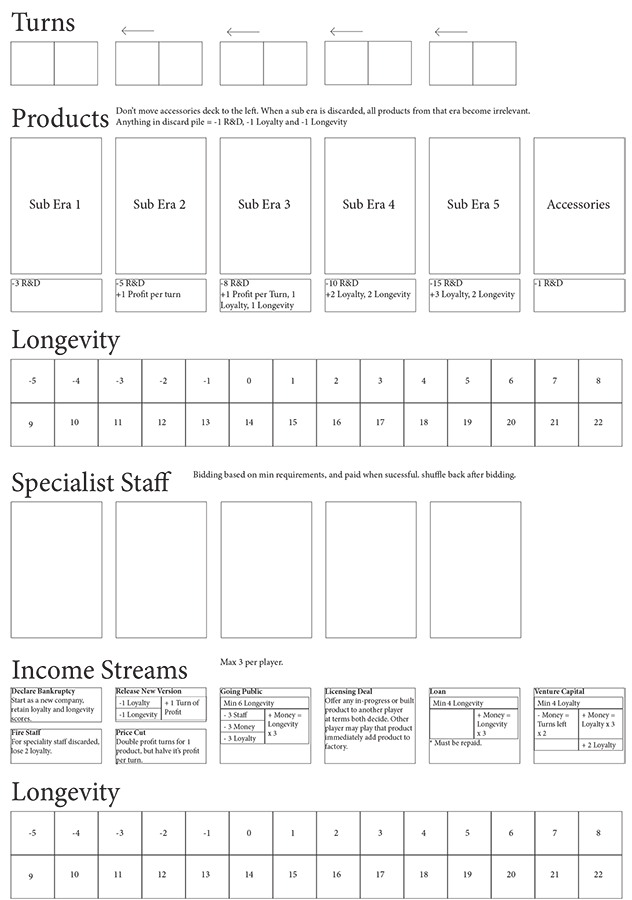 Turns
Products
Don't move accessories deck to the left. When a sub era is discarded, all products from that era become irrelevant.
Anything in discard pile = -1 R&D, -1 Loyalty and -1 Longevity
Sub Era 1
Sub Era 2
Sub Era 3
Sub Era 4
Sub Era 5
Accessories
-3 R&D
-5 R&D
+1 Profit per turn
-8 R&D
+1 Profit per Turn, 1
Loyalty, 1 Longevity
-10 R&D
+2 Loyalty, 2 Longevity
-15 R&D
+3 Loyalty, 2 Longevity
-1 R&D
Longevity
-5 -4 -3 -2 -1 0 1 2 3 4 5 6 7 8
9 10 11 12 13 14 15 16 17 18 19 20 21 22
Specialist Staff
Bidding based on min requirements, and paid when sucessful. shuffle back after bidding.
Income Streams
Max 3 per player.
Declare Bankruptcy
Start as a new company,
retain loyalty and longevity
scores.
Fire Staff
For speciality staff discarded,
lose 2 loyalty.
Release New Version
-1 Loyalty
-1 Longevity
+ 1 Turn of
Profit
Price Cut
Double profit turns for 1
product, but halve it's profit
per turn.
Going Public
Min 6 Longevity
- 3 Staff
- 3 Money
- 3 Loyalty
+ Money =
Longevity
x 3
Licensing Deal
Offer any in-progress or built
product to another player
at terms both decide. Other
player may play that product
immediately add product to
factory.
Loan
Min 4 Longevity
+ Money =
Longevity
x 3
* Must be repaid.
Venture Capital
Min 4 Loyalty
- Money =
Turns left
x 2
+ Money =
Loyalty x 3
+ 2 Loyalty
Longevity
-5 -4 -3 -2 -1 0 1 2 3 4 5 6 7 8
9 10 11 12 13 14 15 16 17 18 19 20 21 22